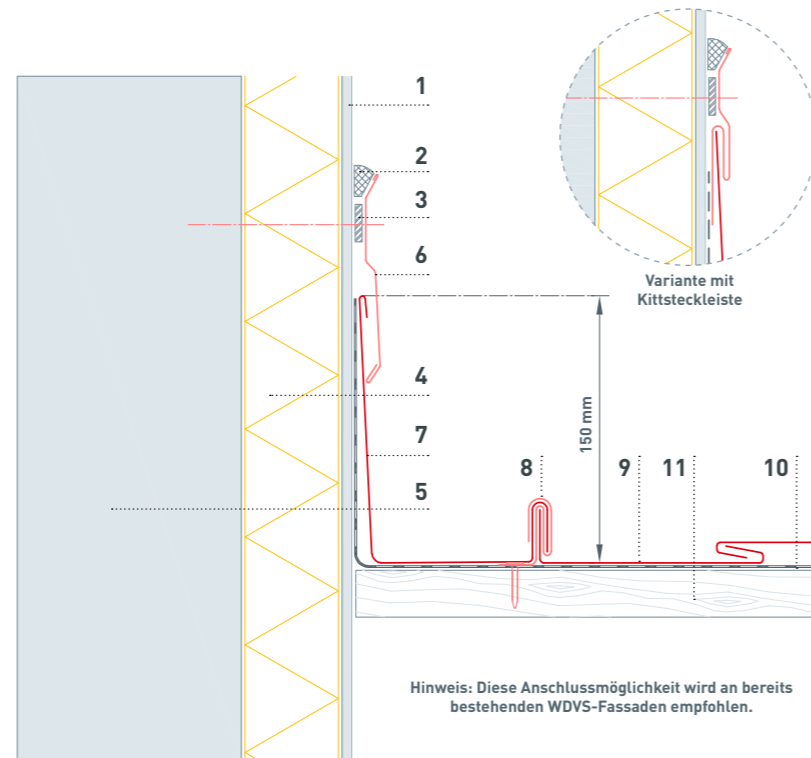 1
2
3
6
4
7
5
8
9
11
10
150 mm
Variante mit
Kittsteckleiste
Hinweis: Diese Anschlussmöglichkeit wird an bereits
bestehenden WDVS-Fassaden empfohlen.